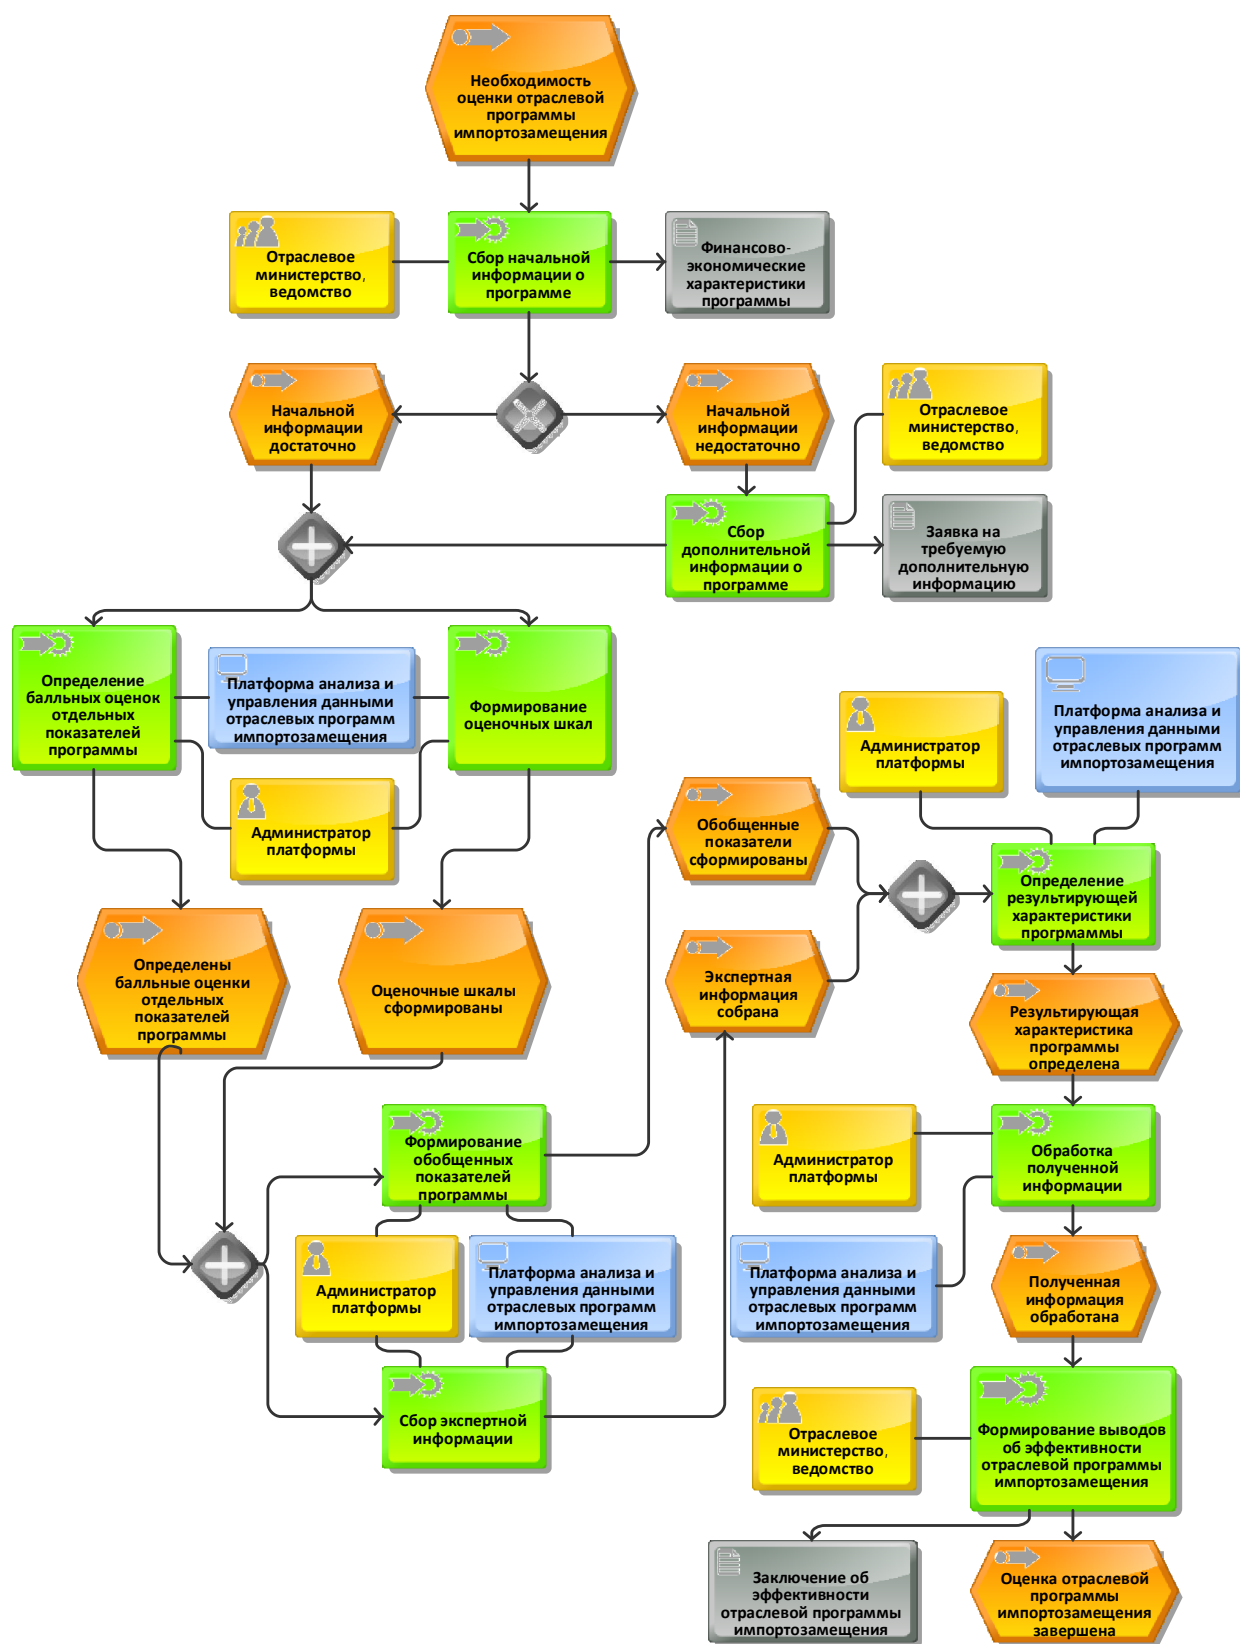 Необходимость
оценки отраслевой
программы
импортозамещения
Отраслевое
министерство,
ведомство
Сбор начальной
информации о
программе
Финансово-
экономические
характеристики
программы
Начальной
информации
достаточно
Начальной
информации
недостаточно
Отраслевое
министерство,
ведомство
Сбор
дополнительной
информации о
программе
Заявка на
требуемую
дополнительную
информацию
Определение
балльных оценок
отдельных
показателей
программы
Платформа анализа и
управления данными
отраслевых программ
импортозамещения
Формирование
оценочных шкал
Администратор
платформы
Администратор
платформы
Платформа анализа и
управления данными
отраслевых программ
импортозамещения
Обобщенные
показатели
сформированы
Определение
результирующей
характеристики
прогрмаммы
Определены
балльные оценки
отдельных
показателей
программы
Оценочные шкалы
сформированы
Экспертная
информация
собрана
Результирующая
характеристика
программы
определена
Формирование
обобщенных
показателей
программы
Администратор
платформы
Обработка
полученной
информации
Администратор
платформы
Платформа анализа и
управления данными
отраслевых программ
импортозамещения
Платформа анализа и
управления данными
отраслевых программ
импортозамещения
Полученная
информация
обработана
Сбор экспертной
информации
Отраслевое
министерство,
ведомство
Формирование выводов
об эффективности
отраслевой программы
импортозамещения
Заключение об
эффективности
отраслевой программы
импортозамещения
Оценка отраслевой
программы
импортозамещения
завершена